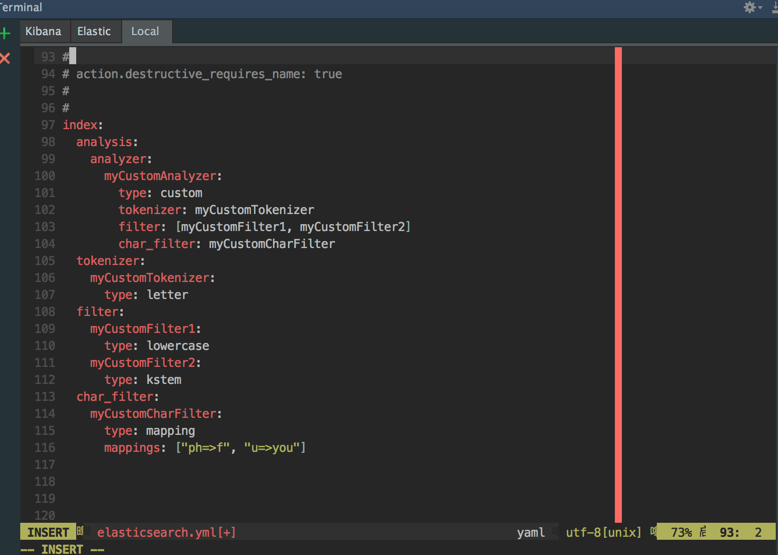 Terminal
Kibana Elastic Local
93 #
94 # action.destructive_requires_name: true
95 #
96 #
97 index:
98   analysis:
99     analyzer:
100       myCustomAnalyzer:
101         type: custom
102         tokenizer: myCustomTokenizer
103         filter: [myCustomFilter1, myCustomFilter2]
104         char_filter: myCustomCharFilter
105   tokenizer:
106     myCustomTokenizer:
107       type: letter
108   filter:
109     myCustomFilter1:
110       type: lowercase
111     myCustomFilter2:
112       type: kstem
113   char_filter:
114     myCustomCharFilter:
115       type: mapping
116       mappings: ["ph=>f", "u=>you"]
117
118
119
120
INSERT elasticsearch.yml[+] yaml utf-8[unix] 73% 93: 2
-- INSERT --